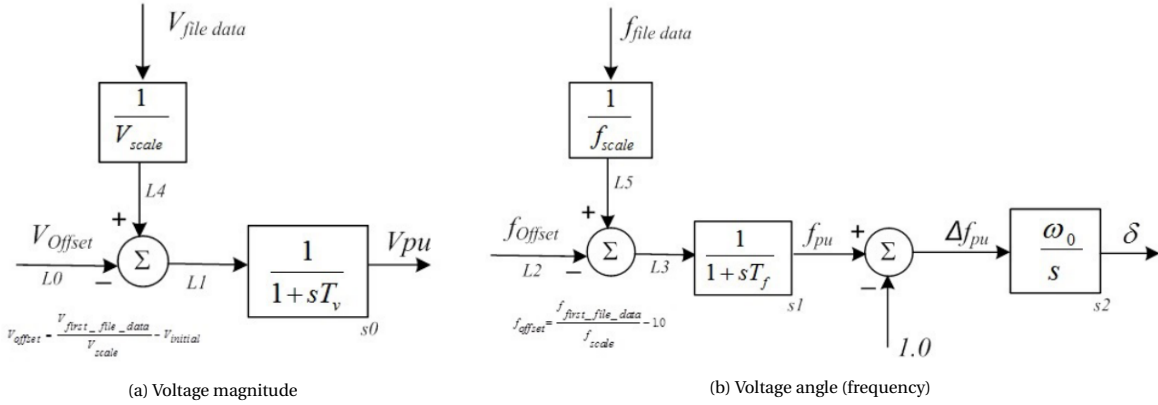 V_file data
1
V_scale
L4
+
V_Offset
L0
−
Σ
L1
1
1 + sT_v
s0
Vpu
V_offset = V_first_file_data / V_scale − V_initial
(a) Voltage magnitude
f_file data
1
f_scale
L5
+
f_Offset
L2
−
Σ
L3
1
1 + sT_f
s1
f_pu
+
Σ
−
1.0
Δf_pu
ω_0
s
s2
δ
f_offset = f_first_file_data / f_scale − 1.0
(b) Voltage angle (frequency)